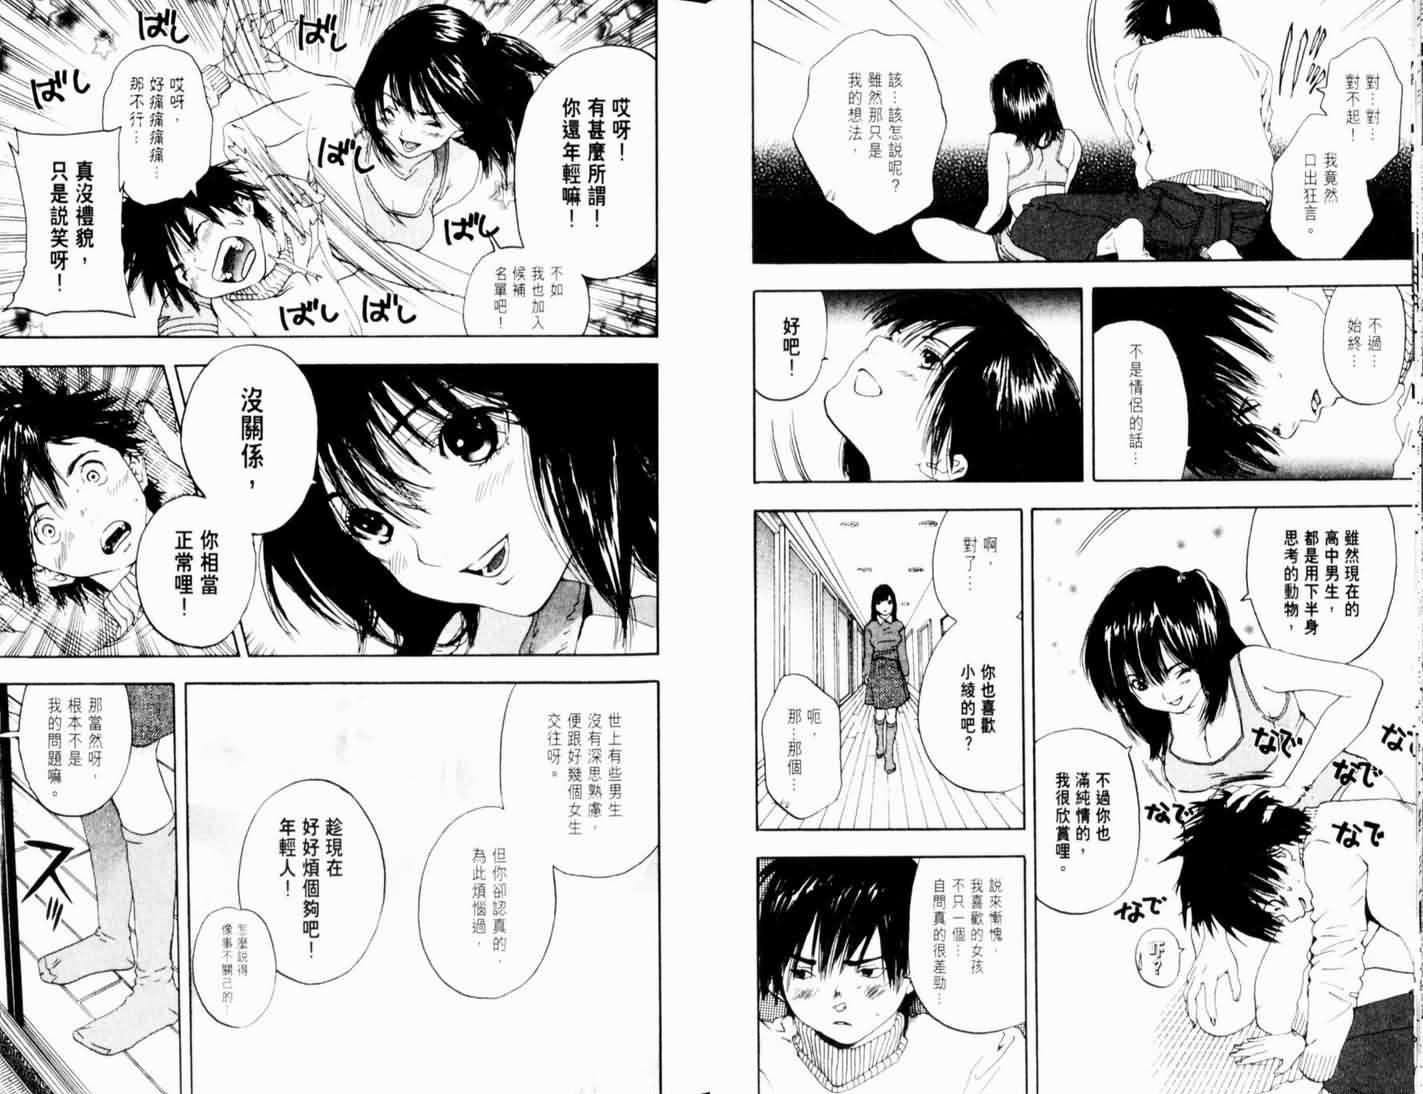 對…對…
對不起！
我竟然
口出狂言。
該…該怎説呢？
雖然那只是
我的想法，
不過…
始終…
不是情侶的話…
好吧！
雖然現在的
高中男生，
都是用下半身
思考的動物，
不過你也
滿純情的，
我很欣賞哩。
なで
なで
なで
なで
なで
吓？
啊，
對了…
你也喜歡
小綾的吧？
呃，
那…那個…
説來慚愧，
我喜歡的女孩
不只一個…
自問真的很差勁…
哎呀！
有甚麼所謂！
你還年輕嘛！
不如
我也加入
候補
名單吧！
ばし
ばし
ばし
ばし
ばし
ばし
ばし
哎呀，
好痛痛痛痛…
那不行…
真沒禮貌，
只是説笑呀！
沒關係，
你相當
正常哩！
世上有些男生
沒有深思熟慮，
便跟好幾個女生
交往呀。
但你卻認真的，
為此煩惱過，
趁現在
好好煩個夠吧！
年輕人！
怎麼說得
像事不關己的！
那當然呀，
根本不是
我的問題嘛。